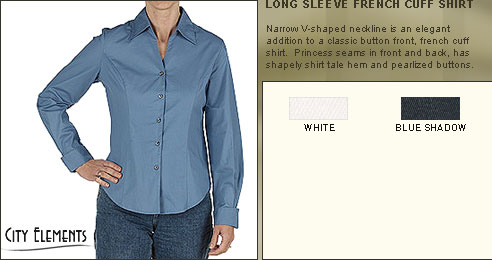 LONG SLEEVE FRENCH CUFF SHIRT
Narrow V-shaped neckline is an elegant
addition to a classic button front, french cuff
shirt.  Princess seams in front and back, has
shapely shirt tale hem and pearlized buttons.
WHITE
BLUE SHADOW
CITY ELEMENTS